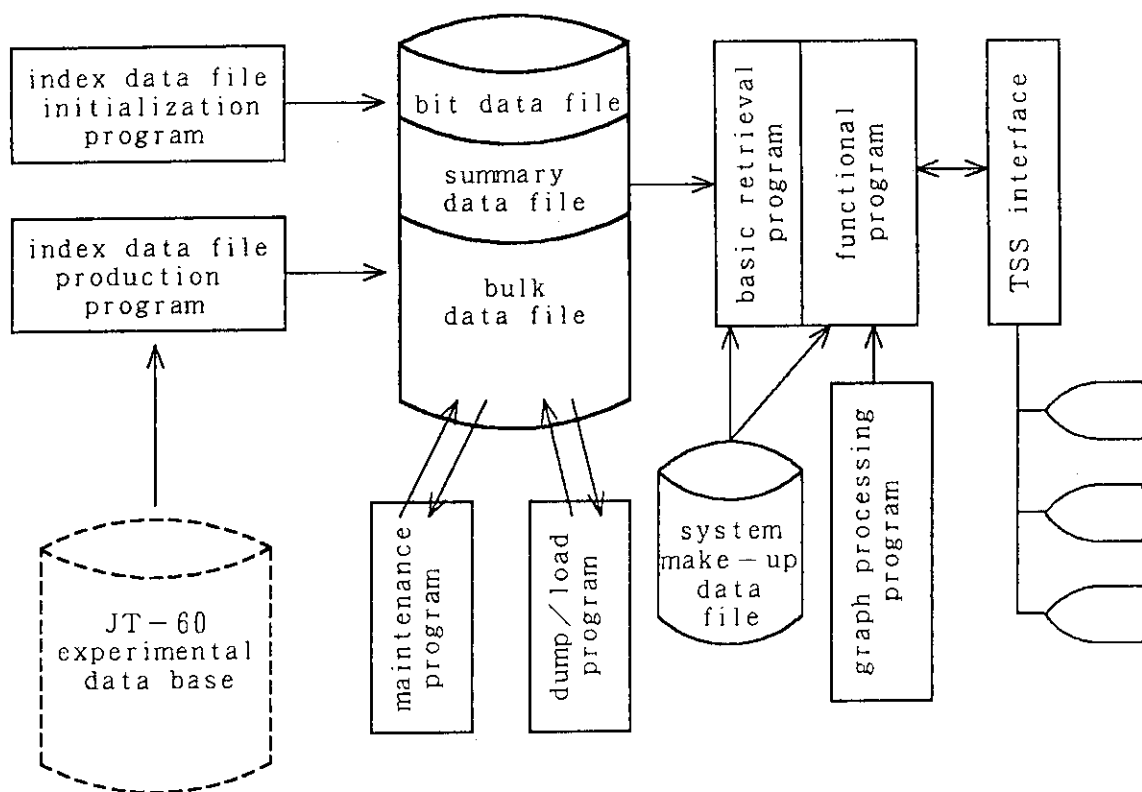 index data file
initialization
program
index data file
production
program
JT-60
experimental
data base
bit data file
summary
data file
bulk
data file
maintenance
program
dump/load
program
basic retrieval
program
functional
program
system
make-up
data
file
graph processing
program
TSS interface